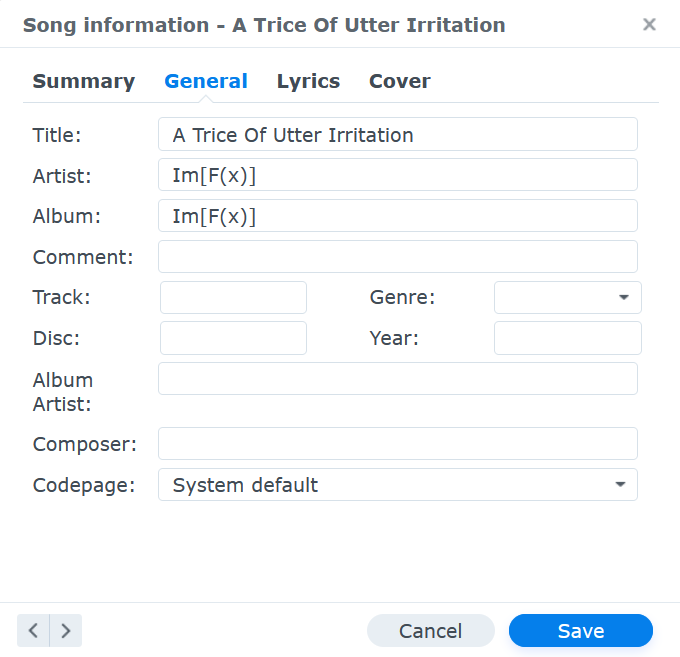 Song information - A Trice Of Utter Irritation
Summary General Lyrics Cover
Title: A Trice Of Utter Irritation
Artist: Im[F(x)]
Album: Im[F(x)]
Comment:
Track: Genre:
Disc: Year:
Album
Artist:
Composer:
Codepage: System default
Cancel Save